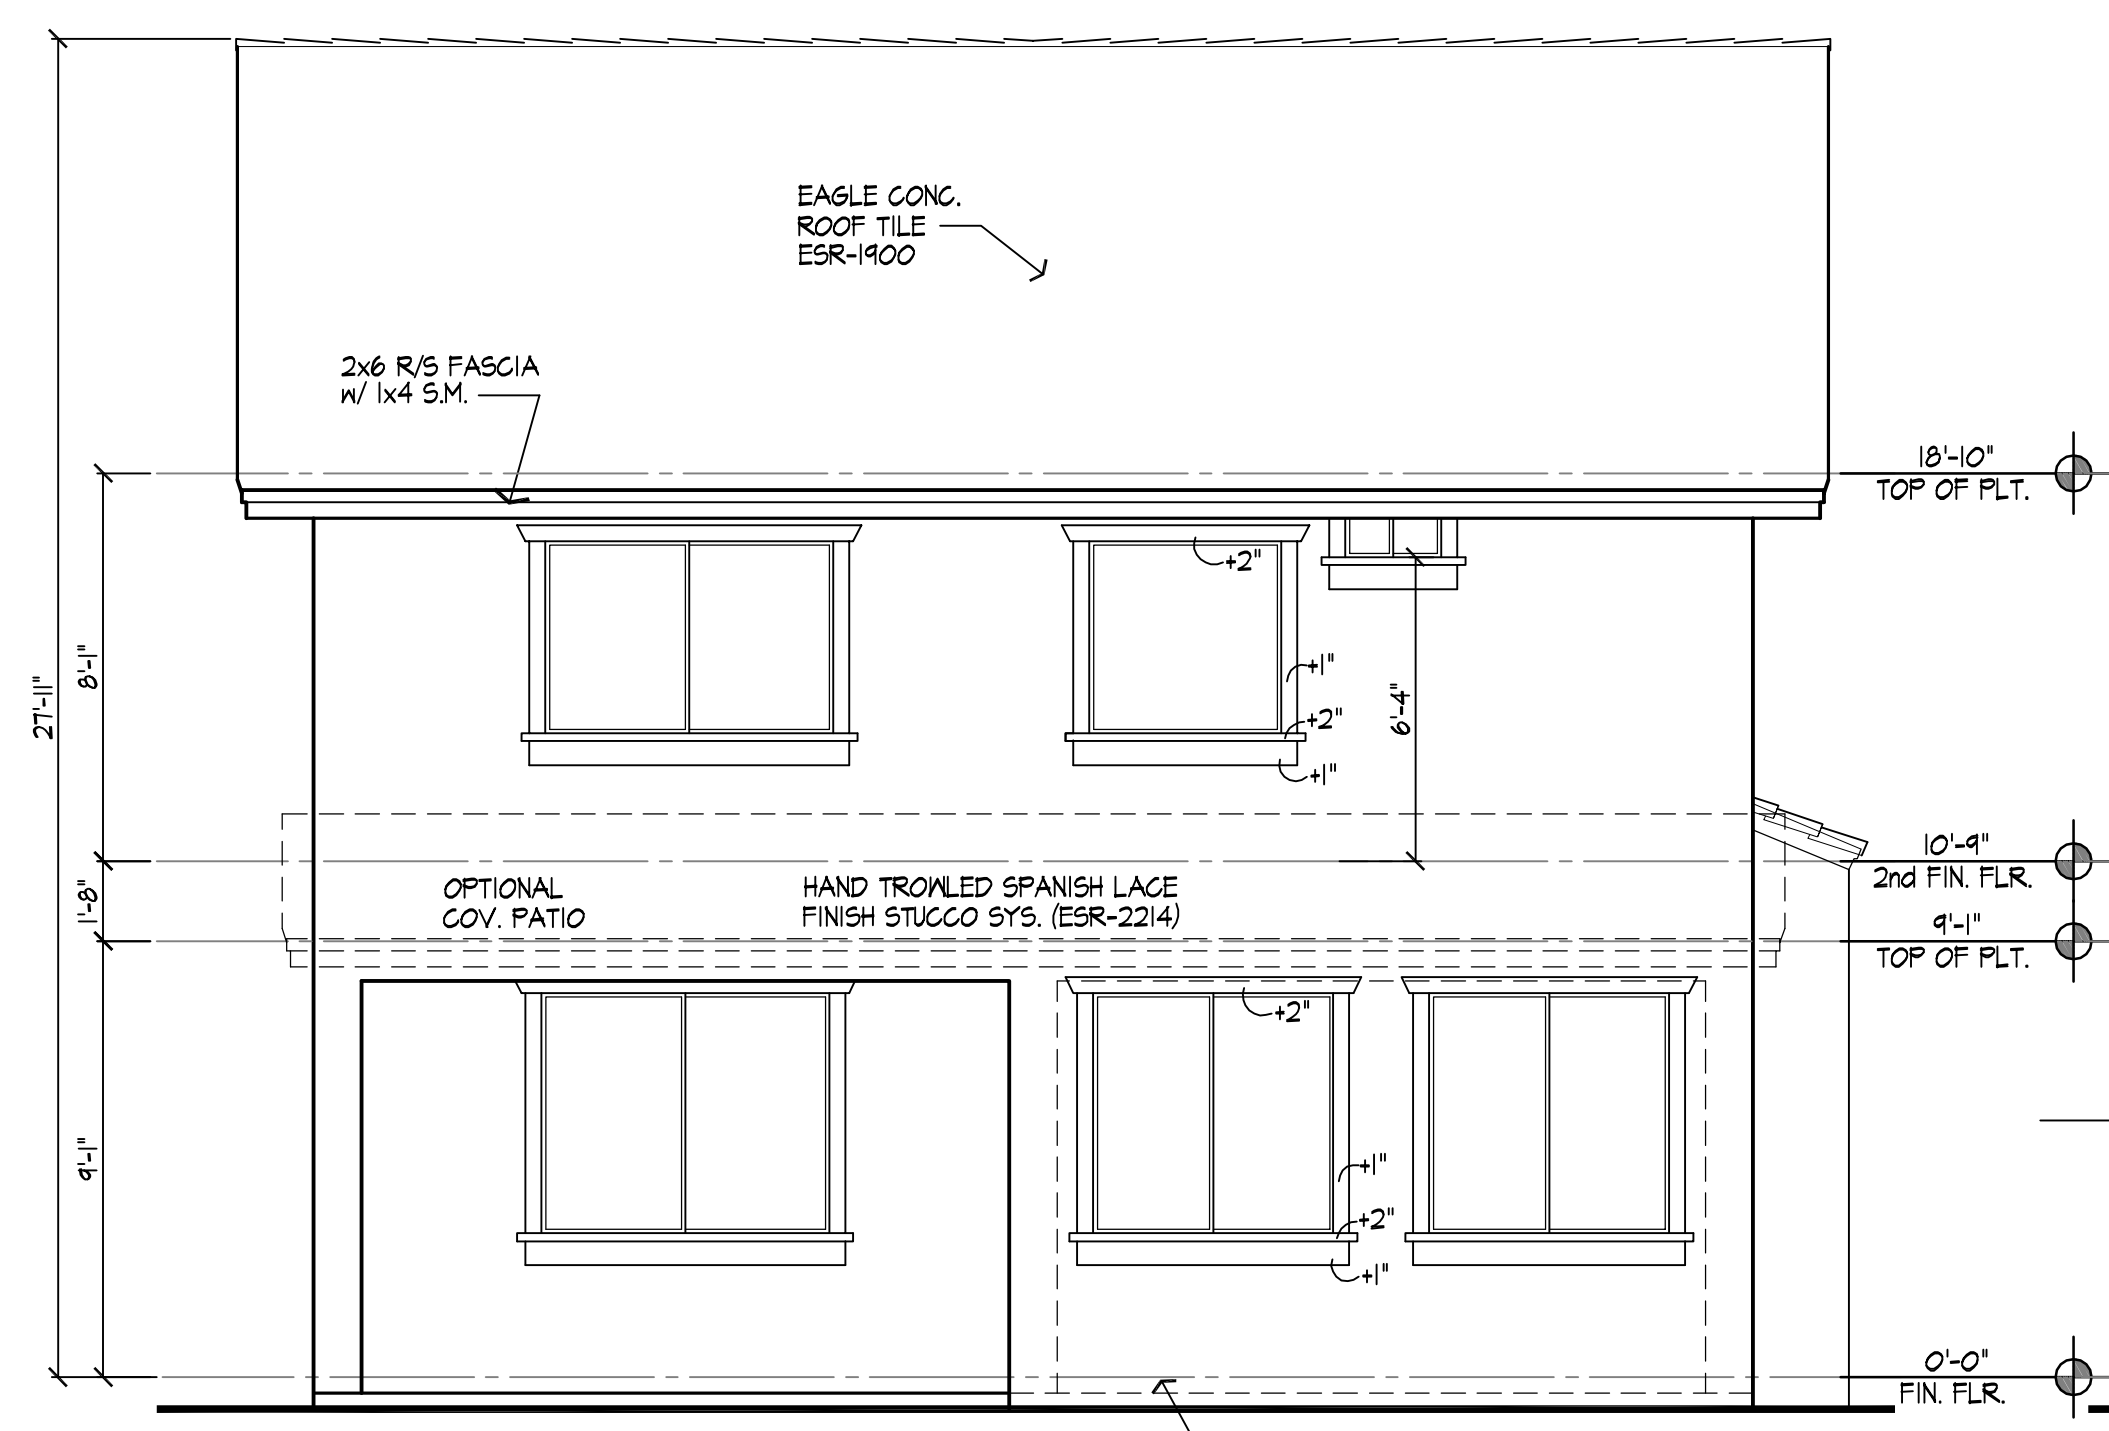 EAGLE CONC.
ROOF TILE
ESR-1900
2x6 R/S FASCIA
w/ 1x4 S.M.
18'-10"
TOP OF PLT.
+2"
+1"
+2"
+1"
6'-4"
8'-1"
27'-11"
10'-9"
2nd FIN. FLR.
1'-8"
OPTIONAL
COV. PATIO
HAND TROWLED SPANISH LACE
FINISH STUCCO SYS. (ESR-2214)
9'-1"
TOP OF PLT.
+2"
+1"
+2"
+1"
9'-1"
0'-0"
FIN. FLR.